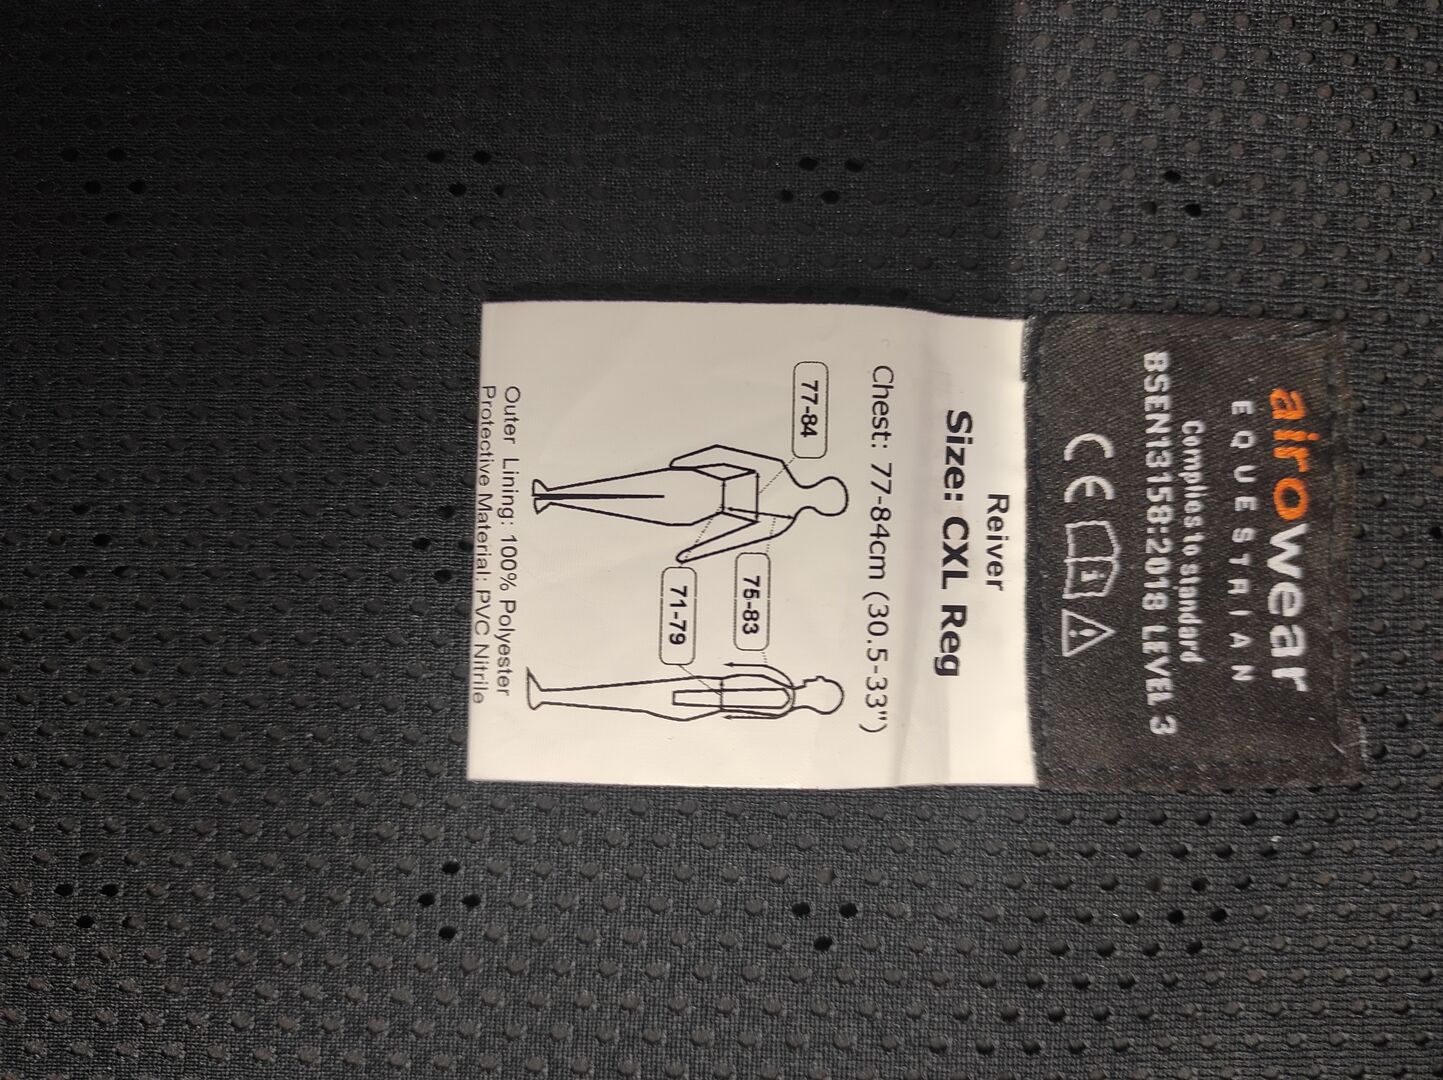 airowear
EQUESTRIAN
Complies to standard
BSEN13158:2018 LEVEL 3
CE
Reiver
Size: CXL Reg
Chest: 77-84cm (30.5-33")
77-84
75-83
71-79
Outer Lining: 100% Polyester
Protective Material: PVC Nitrile